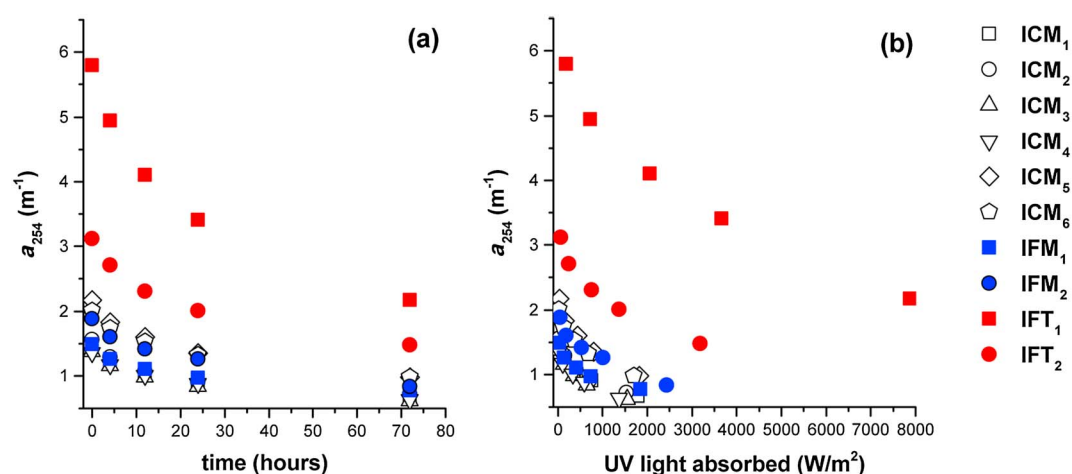 (a)
6
5
4
3
2
1
a254 (m-1)
0 10 20 30 40 50 60 70 80
time (hours)
(b)
6
5
4
3
2
1
a254 (m-1)
0 1000 2000 3000 4000 5000 6000 7000 8000
UV light absorbed (W/m2)
ICM1
ICM2
ICM3
ICM4
ICM5
ICM6
IFM1
IFM2
IFT1
IFT2